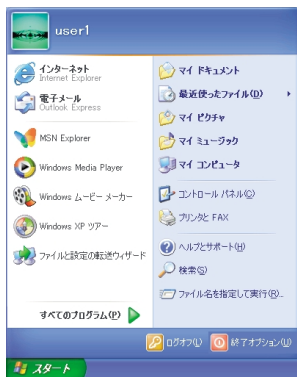 user1
インターネット
Internet Explorer
電子メール
Outlook Express
MSN Explorer
Windows Media Player
Windows ムービー メーカー
Windows XP ツアー
ファイルと設定の転送ウィザード
すべてのプログラム(P)
マイ ドキュメント
最近使ったファイル(D)
マイ ピクチャ
マイ ミュージック
マイ コンピュータ
コントロール パネル(C)
プリンタと FAX
ヘルプとサポート(H)
検索(S)
ファイル名を指定して実行(R)...
ログオフ(L)
終了オプション(U)
スタート